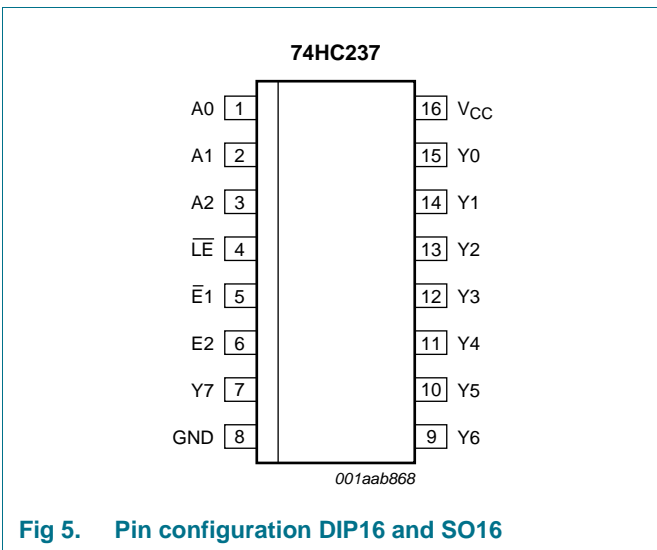 74HC237
A0 1 16 VCC
A1 2 15 Y0
A2 3 14 Y1
L̅E̅ 4 13 Y2
E̅1 5 12 Y3
E2 6 11 Y4
Y7 7 10 Y5
GND 8 9 Y6
001aab868
Fig 5. Pin configuration DIP16 and SO16